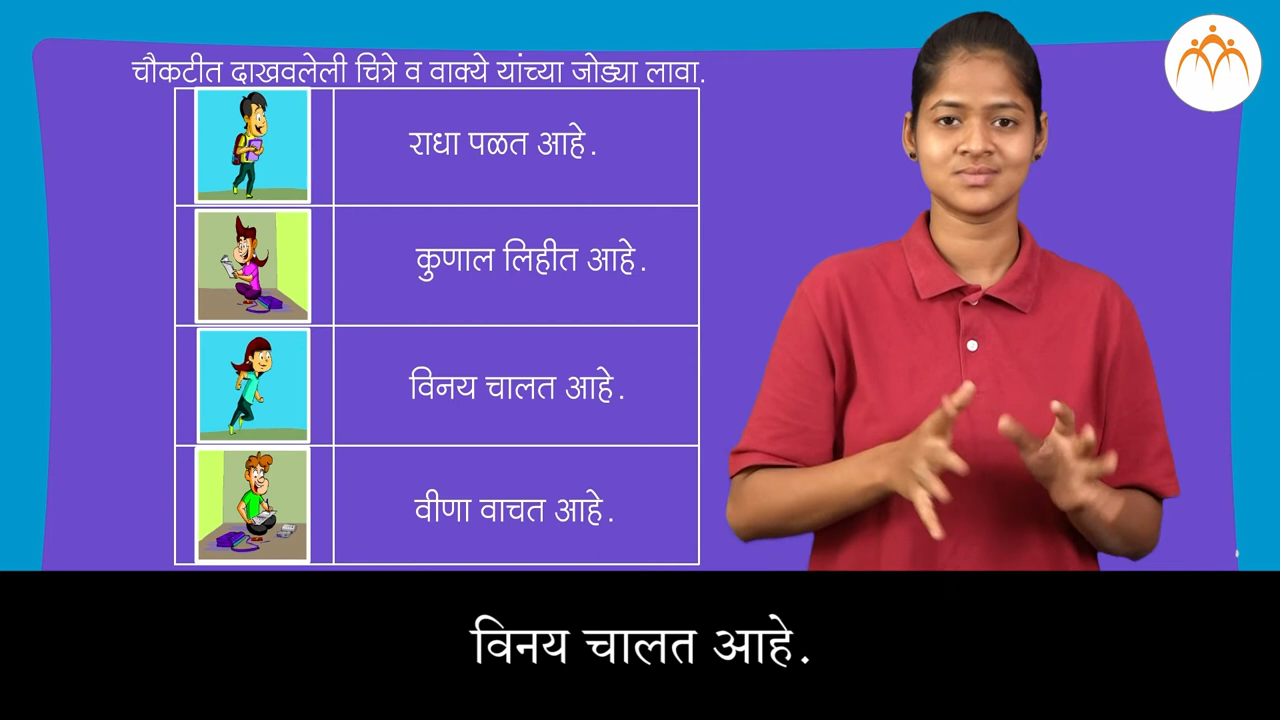 चौकटीत दाखवलेली चित्रे व वाक्ये यांच्या जोड्या लावा.
राधा पळत आहे.
कुणाल लिहीत आहे.
विनय चालत आहे.
वीणा वाचत आहे.
विनय चालत आहे.